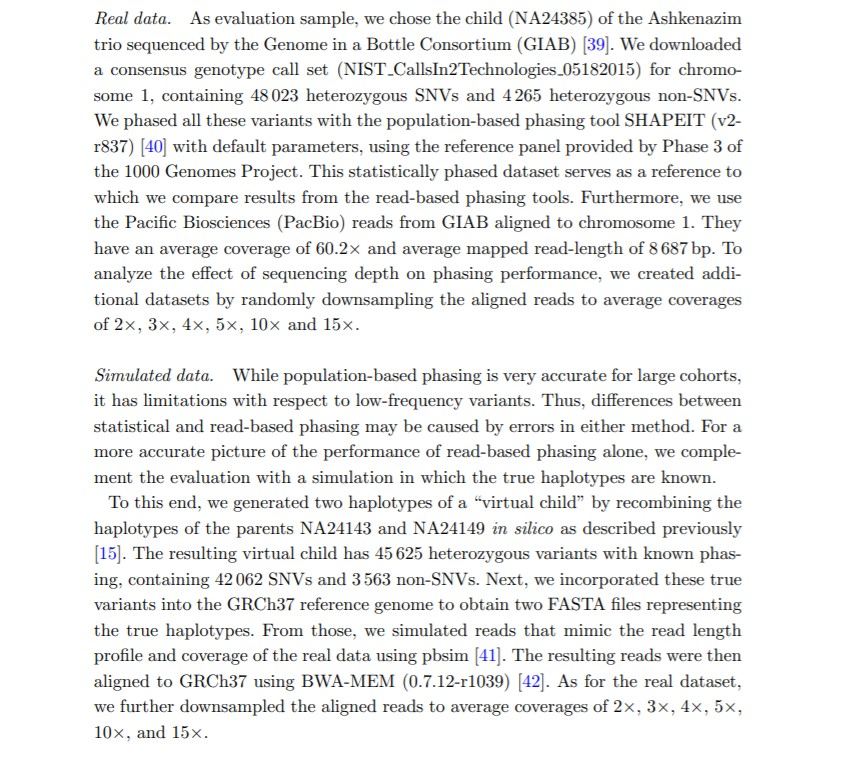 Real data. As evaluation sample, we chose the child (NA24385) of the Ashkenazim
trio sequenced by the Genome in a Bottle Consortium (GIAB) [39]. We downloaded
a consensus genotype call set (NIST_CallsIn2Technologies_05182015) for chromo-
some 1, containing 48 023 heterozygous SNVs and 4 265 heterozygous non-SNVs.
We phased all these variants with the population-based phasing tool SHAPEIT (v2-
r837) [40] with default parameters, using the reference panel provided by Phase 3 of
the 1000 Genomes Project. This statistically phased dataset serves as a reference to
which we compare results from the read-based phasing tools. Furthermore, we use
the Pacific Biosciences (PacBio) reads from GIAB aligned to chromosome 1. They
have an average coverage of 60.2× and average mapped read-length of 8 687 bp. To
analyze the effect of sequencing depth on phasing performance, we created addi-
tional datasets by randomly downsampling the aligned reads to average coverages
of 2×, 3×, 4×, 5×, 10× and 15×.
Simulated data. While population-based phasing is very accurate for large cohorts,
it has limitations with respect to low-frequency variants. Thus, differences between
statistical and read-based phasing may be caused by errors in either method. For a
more accurate picture of the performance of read-based phasing alone, we comple-
ment the evaluation with a simulation in which the true haplotypes are known.
To this end, we generated two haplotypes of a “virtual child” by recombining the
haplotypes of the parents NA24143 and NA24149 in silico as described previously
[15]. The resulting virtual child has 45 625 heterozygous variants with known phas-
ing, containing 42 062 SNVs and 3 563 non-SNVs. Next, we incorporated these true
variants into the GRCh37 reference genome to obtain two FASTA files representing
the true haplotypes. From those, we simulated reads that mimic the read length
profile and coverage of the real data using pbsim [41]. The resulting reads were then
aligned to GRCh37 using BWA-MEM (0.7.12-r1039) [42]. As for the real dataset,
we further downsampled the aligned reads to average coverages of 2×, 3×, 4×, 5×,
10×, and 15×.